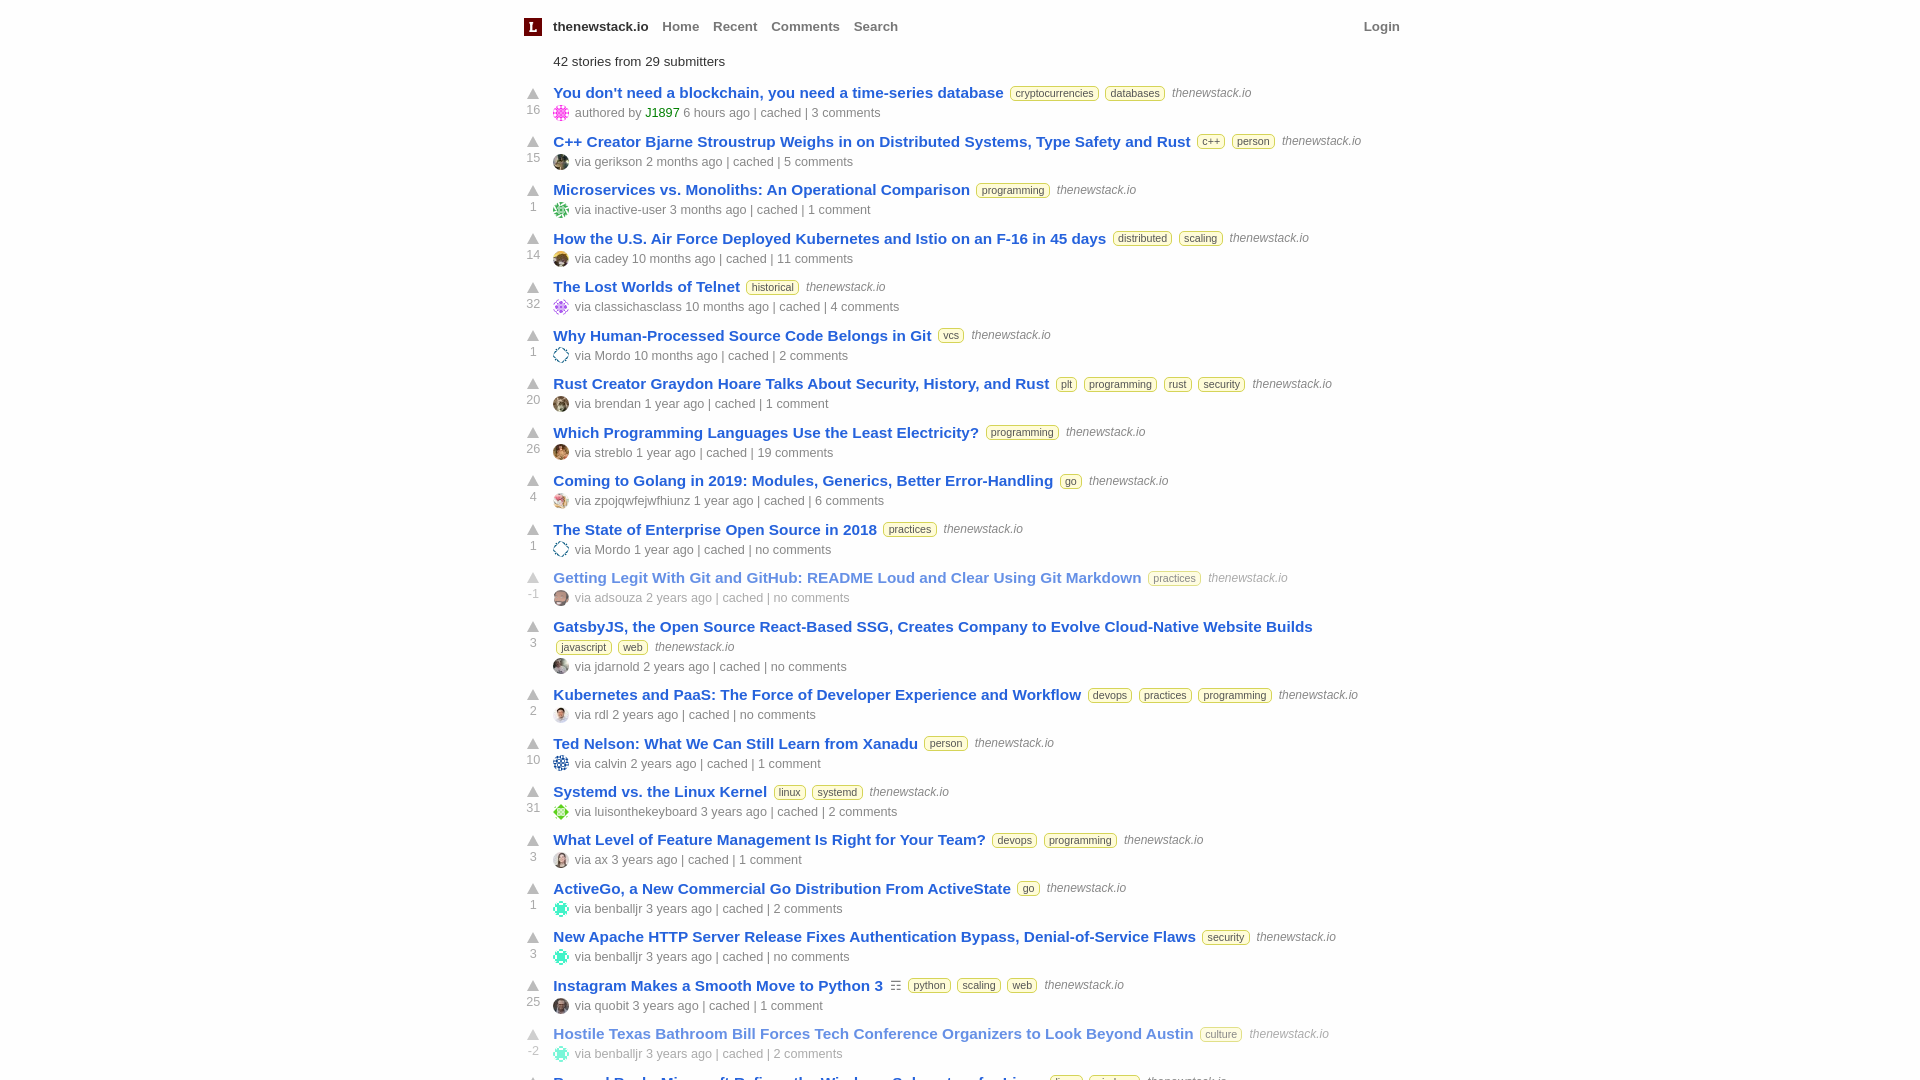 L thenewstack.io Home Recent Comments Search Login
42 stories from 29 submitters
You don't need a blockchain, you need a time-series database cryptocurrencies databases thenewstack.io
16
authored by J1897 6 hours ago | cached | 3 comments
C++ Creator Bjarne Stroustrup Weighs in on Distributed Systems, Type Safety and Rust c++ person thenewstack.io
15
via gerikson 2 months ago | cached | 5 comments
Microservices vs. Monoliths: An Operational Comparison programming thenewstack.io
1
via inactive-user 3 months ago | cached | 1 comment
How the U.S. Air Force Deployed Kubernetes and Istio on an F-16 in 45 days distributed scaling thenewstack.io
14
via cadey 10 months ago | cached | 11 comments
The Lost Worlds of Telnet historical thenewstack.io
32
via classichasclass 10 months ago | cached | 4 comments
Why Human-Processed Source Code Belongs in Git vcs thenewstack.io
1
via Mordo 10 months ago | cached | 2 comments
Rust Creator Graydon Hoare Talks About Security, History, and Rust plt programming rust security thenewstack.io
20
via brendan 1 year ago | cached | 1 comment
Which Programming Languages Use the Least Electricity? programming thenewstack.io
26
via streblo 1 year ago | cached | 19 comments
Coming to Golang in 2019: Modules, Generics, Better Error-Handling go thenewstack.io
4
via zpojqwfejwfhiunz 1 year ago | cached | 6 comments
The State of Enterprise Open Source in 2018 practices thenewstack.io
1
via Mordo 1 year ago | cached | no comments
Getting Legit With Git and GitHub: README Loud and Clear Using Git Markdown practices thenewstack.io
-1
via adsouza 2 years ago | cached | no comments
GatsbyJS, the Open Source React-Based SSG, Creates Company to Evolve Cloud-Native Website Builds
3
javascript web thenewstack.io
via jdarnold 2 years ago | cached | no comments
Kubernetes and PaaS: The Force of Developer Experience and Workflow devops practices programming thenewstack.io
2
via rdl 2 years ago | cached | no comments
Ted Nelson: What We Can Still Learn from Xanadu person thenewstack.io
10
via calvin 2 years ago | cached | 1 comment
Systemd vs. the Linux Kernel linux systemd thenewstack.io
31
via luisonthekeyboard 3 years ago | cached | 2 comments
What Level of Feature Management Is Right for Your Team? devops programming thenewstack.io
3
via ax 3 years ago | cached | 1 comment
ActiveGo, a New Commercial Go Distribution From ActiveState go thenewstack.io
1
via benballjr 3 years ago | cached | 2 comments
New Apache HTTP Server Release Fixes Authentication Bypass, Denial-of-Service Flaws security thenewstack.io
3
via benballjr 3 years ago | cached | no comments
Instagram Makes a Smooth Move to Python 3 ☶ python scaling web thenewstack.io
25
via quobit 3 years ago | cached | 1 comment
Hostile Texas Bathroom Bill Forces Tech Conference Organizers to Look Beyond Austin culture thenewstack.io
-2
via benballjr 3 years ago | cached | 2 comments